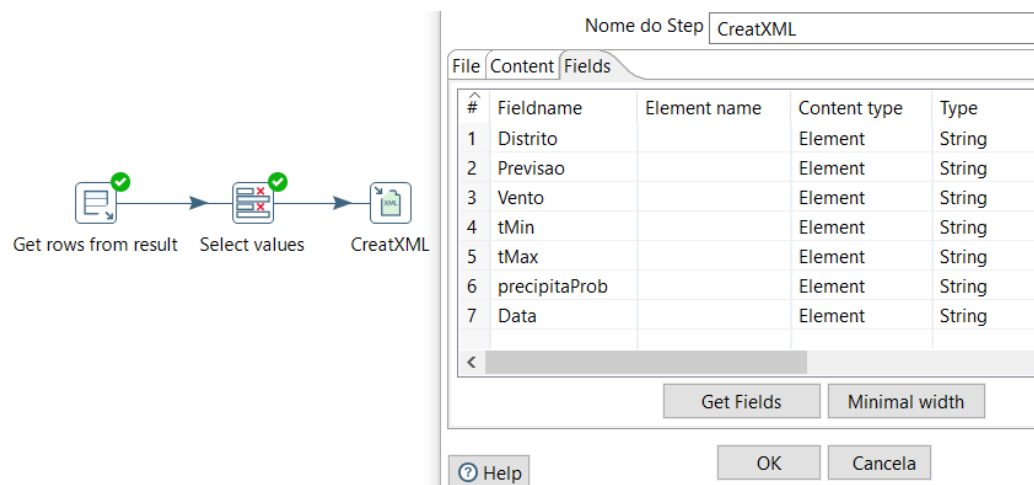 Get rows from result
Select values
XML
CreatXML
Nome do Step CreatXML
File Content Fields
# Fieldname Element name Content type Type
1 Distrito Element String
2 Previsao Element String
3 Vento Element String
4 tMin Element String
5 tMax Element String
6 precipitaProb Element String
7 Data Element String
Get Fields Minimal width
? Help OK Cancela